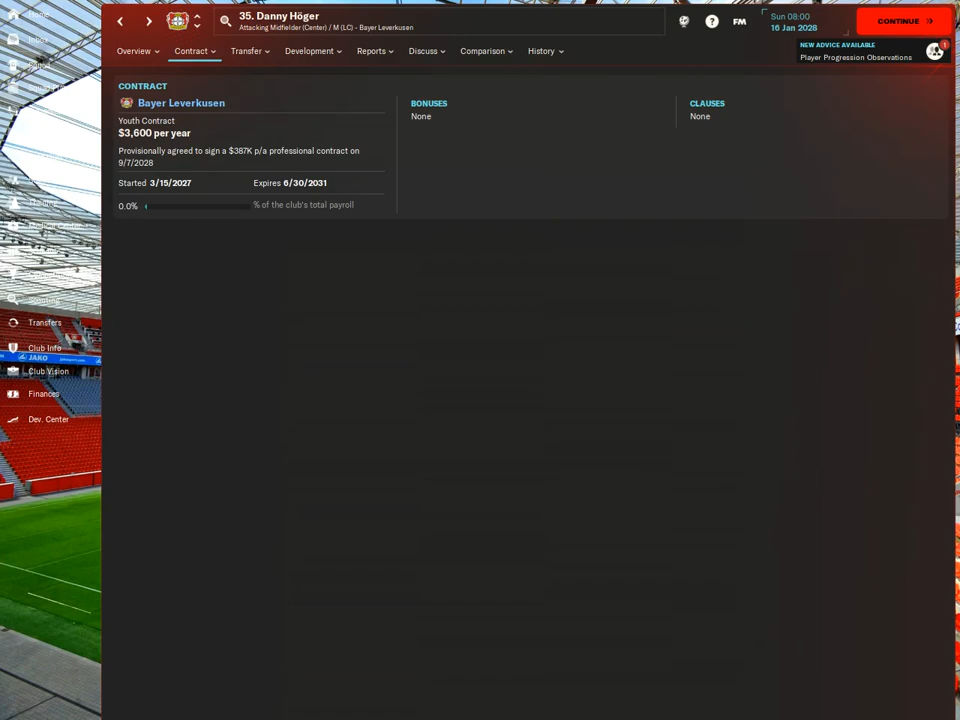 35. Danny Höger
Attacking Midfielder (Center) / M (LC) - Bayer Leverkusen
?
FM
Sun 08:00
16 Jan 2028
CONTINUE
Home
Inbox
Overview
Contract
Transfer
Development
Reports
Discuss
Comparison
History
NEW ADVICE AVAILABLE
Player Progression Observations
1
CONTRACT
Bayer Leverkusen
BONUSES
None
CLAUSES
None
Youth Contract
$3,600 per year
Provisionally agreed to sign a $387K p/a professional contract on
9/7/2028
Started 3/15/2027
Expires 6/30/2031
0.0%
% of the club's total payroll
Transfers
Club Info
JAKO
Club Vision
Finances
Dev. Center